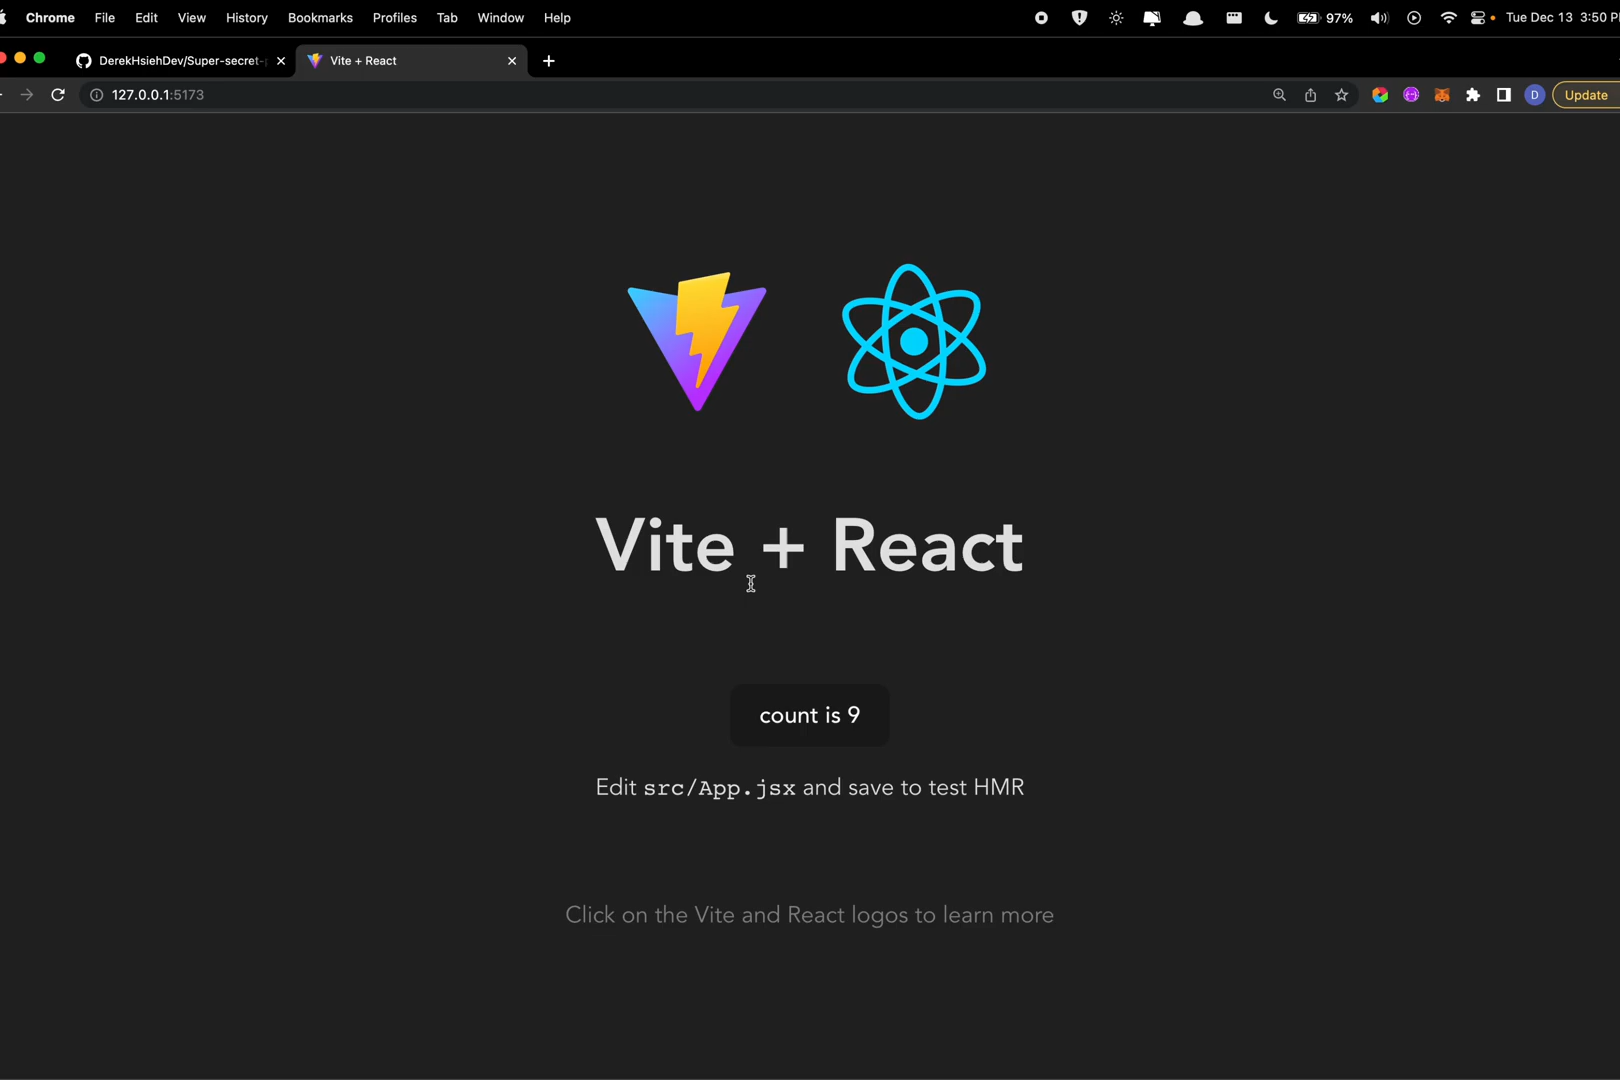 Chrome File Edit View History Bookmarks Profiles Tab Window Help 97% Tue Dec 13 3:50 P
DerekHsiehDev/Super-secret- Vite + React
127.0.0.1:5173 D Update
Vite + React
count is 9
Edit src/App.jsx and save to test HMR
Click on the Vite and React logos to learn more